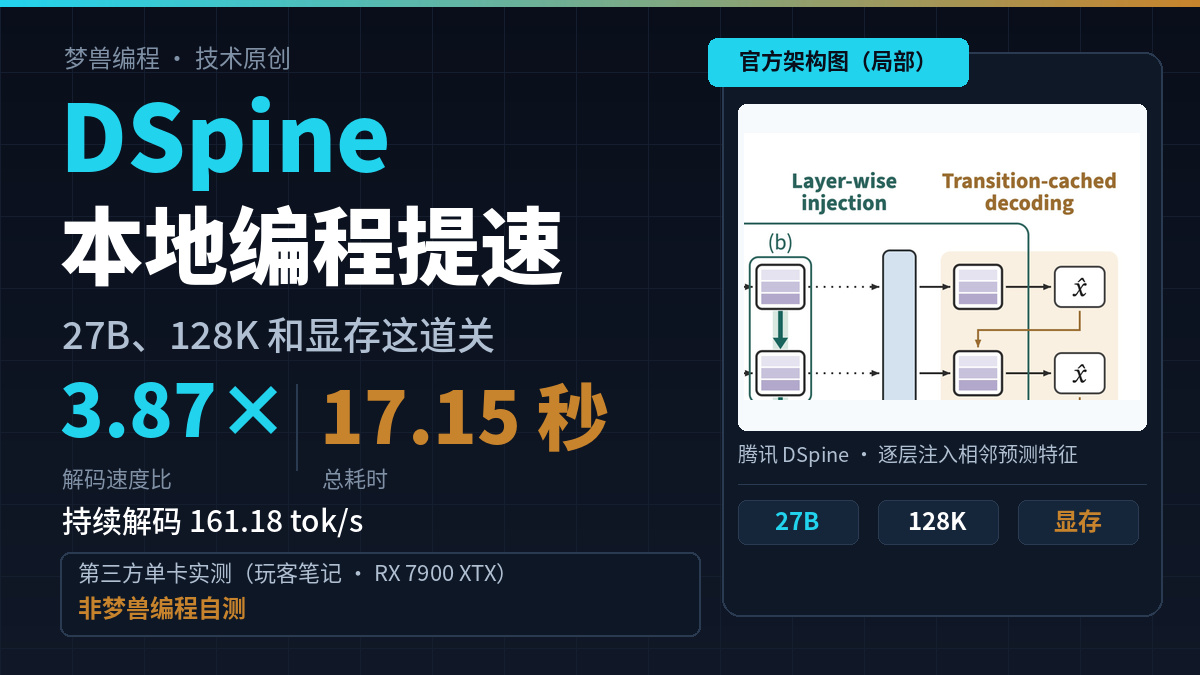 梦兽编程 · 技术原创
DSpine
本地编程提速
27B、128K 和显存这道关
3.87×
解码速度比
17.15 秒
总耗时
持续解码 161.18 tok/s
第三方单卡实测（玩客笔记 · RX 7900 XTX）
非梦兽编程自测
官方架构图（局部）
Layer-wise
injection
Transition-cached
decoding
(b)
x̂
x̂
腾讯 DSpine · 逐层注入相邻预测特征
27B
128K
显存